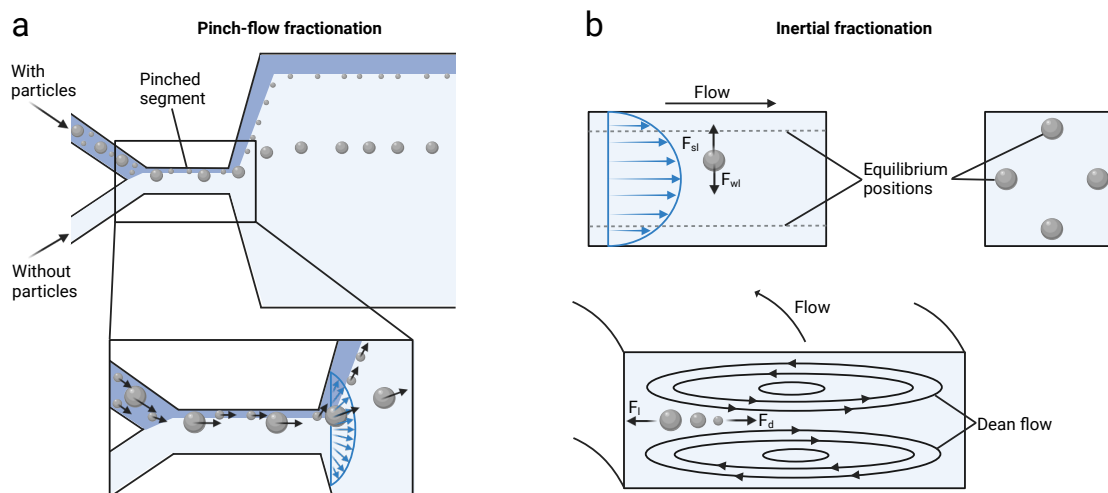 a
Pinch-flow fractionation
With
particles
Pinched
segment
Without
particles
b
Inertial fractionation
Flow
Fsl
Fwl
Equilibrium
positions
Flow
Fl
Fd
Dean flow